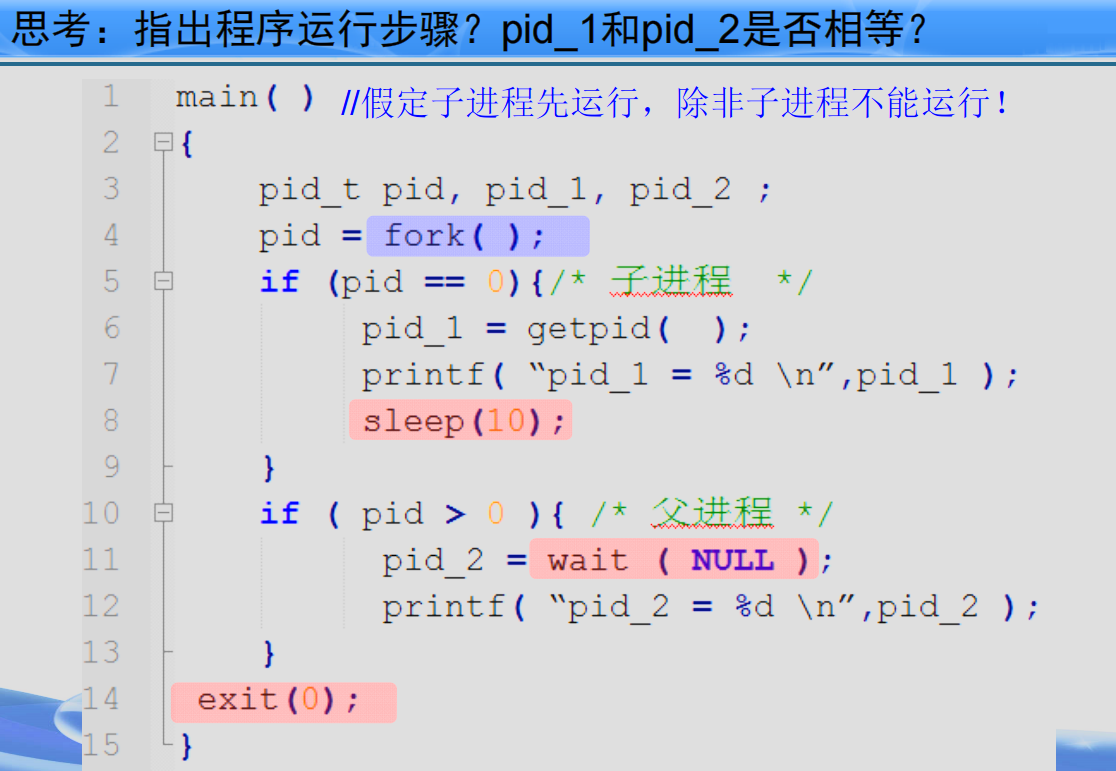 思考：指出程序运行步骤？pid_1和pid_2是否相等？
1 main( ) //假定子进程先运行，除非子进程不能运行！
2 {
3 pid_t pid, pid_1, pid_2 ;
4 pid = fork( );
5 if (pid == 0){/* 子进程 */
6 pid_1 = getpid( );
7 printf( “pid_1 = %d \n”,pid_1 );
8 sleep(10);
9 }
10 if ( pid > 0 ){ /* 父进程 */
11 pid_2 = wait ( NULL );
12 printf( “pid_2 = %d \n”,pid_2 );
13 }
14 exit(0);
15 }